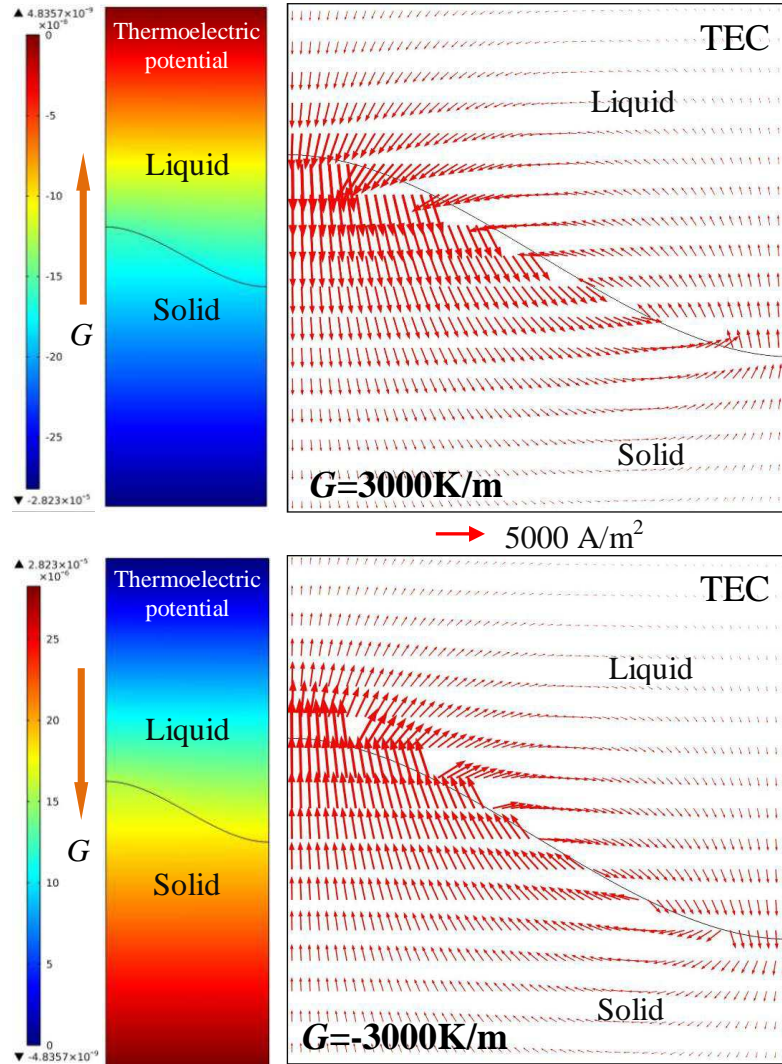 ▲ 4.8357×10⁻⁹
×10⁻⁶
0
-5
-10
-15
-20
-25
▼ -2.823×10⁻⁵
G
Thermoelectric
potential
Liquid
Solid
TEC
Liquid
Solid
G=3000K/m
5000 A/m²
▲ 2.823×10⁻⁵
×10⁻⁶
25
20
15
10
5
0
▼ -4.8357×10⁻⁹
G
Thermoelectric
potential
Liquid
Solid
TEC
Liquid
Solid
G=-3000K/m